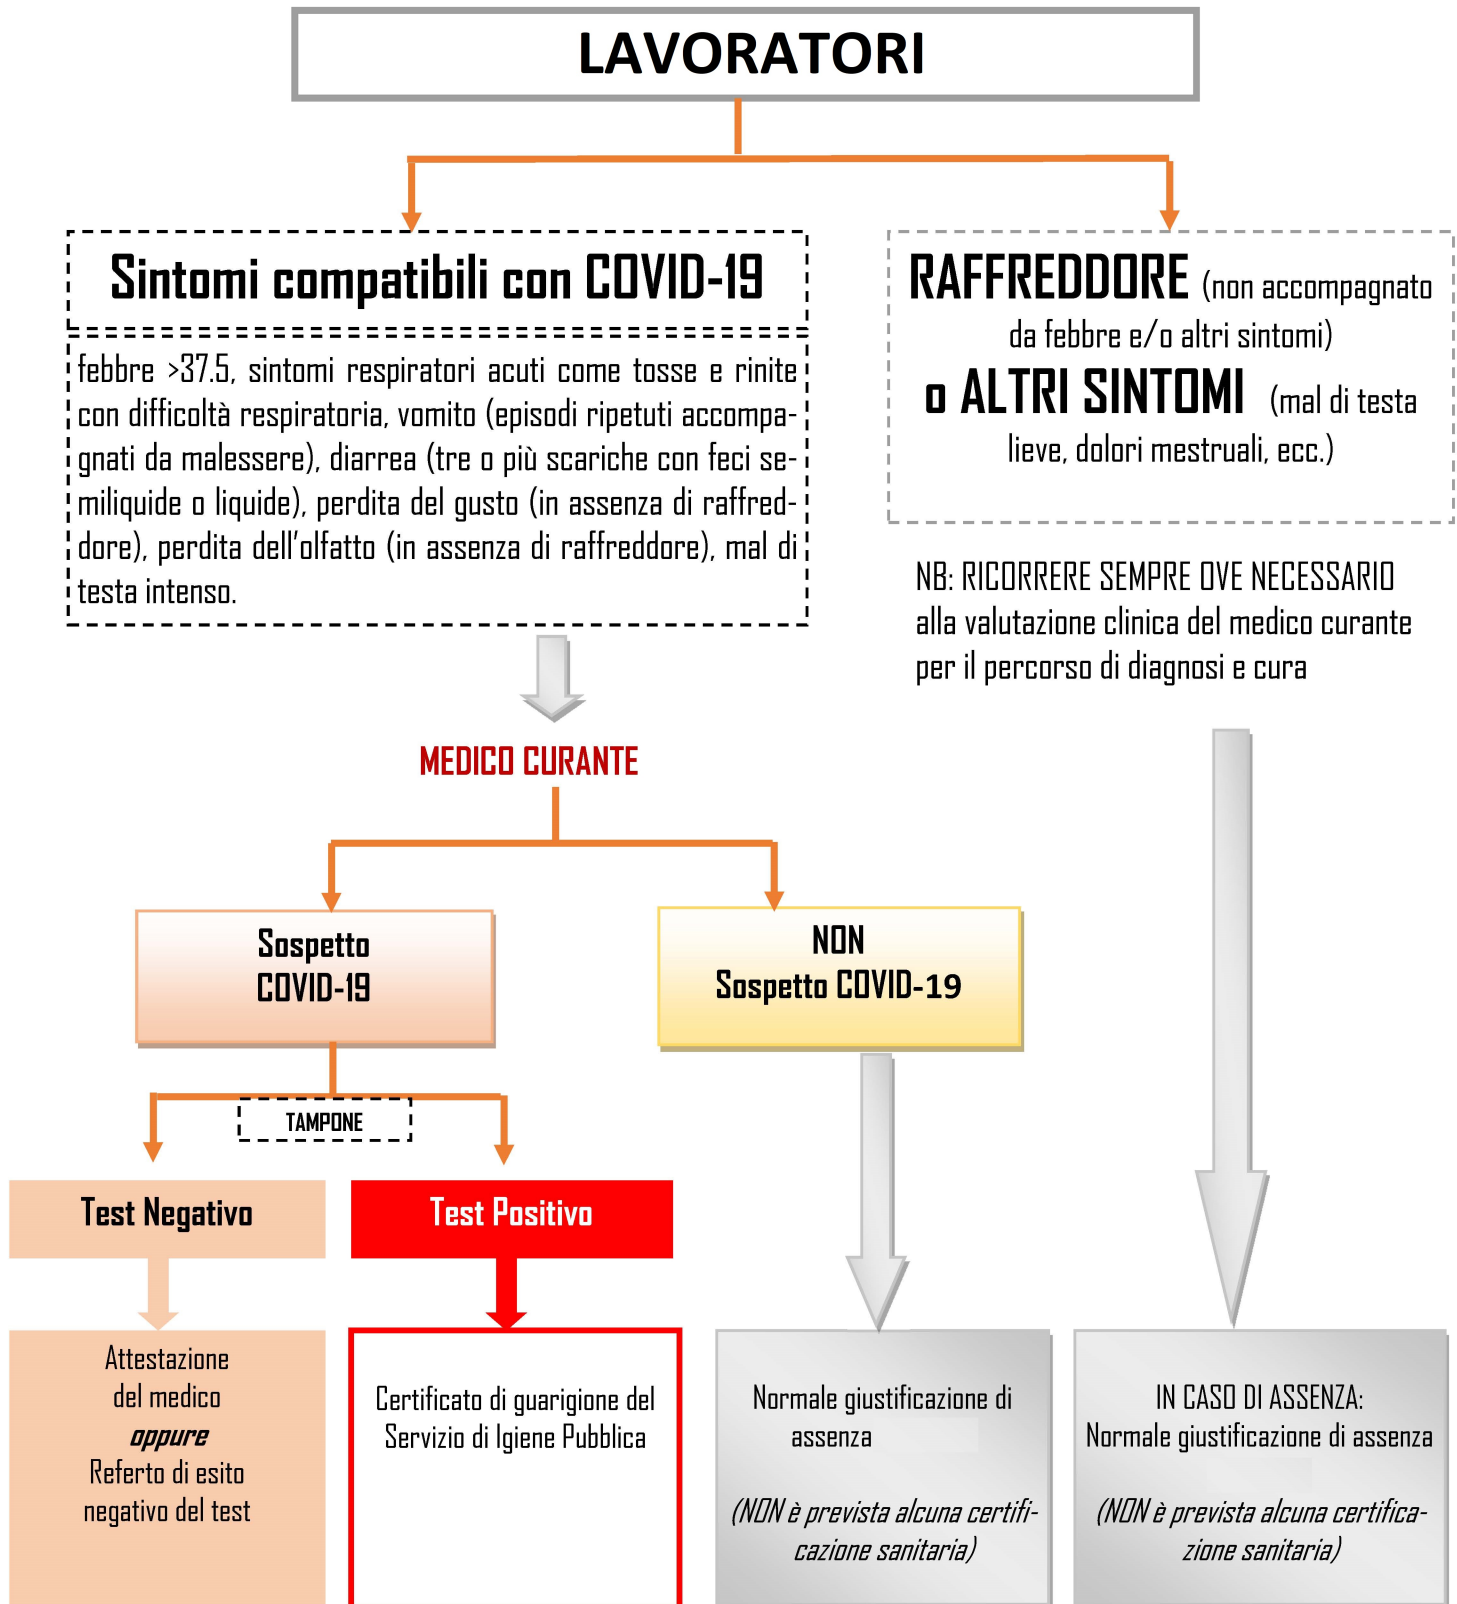 LAVORATORI
Sintomi compatibili con COVID-19
febbre >37.5, sintomi respiratori acuti come tosse e rinite
con difficoltà respiratoria, vomito (episodi ripetuti accompa-
gnati da malessere), diarrea (tre o più scariche con feci se-
miliquide o liquide), perdita del gusto (in assenza di raffred-
dore), perdita dell'olfatto (in assenza di raffreddore), mal di
testa intenso.
RAFFREDDORE (non accompagnato
da febbre e/o altri sintomi)
o ALTRI SINTOMI (mal di testa
lieve, dolori mestruali, ecc.)
NB: RICORRERE SEMPRE OVE NECESSARIO
alla valutazione clinica del medico curante
per il percorso di diagnosi e cura
MEDICO CURANTE
Sospetto
COVID-19
NON
Sospetto COVID-19
TAMPONE
Test Negativo
Test Positivo
Attestazione
del medico
oppure
Referto di esito
negativo del test
Certificato di guarigione del
Servizio di Igiene Pubblica
Normale giustificazione di
assenza
(NON è prevista alcuna certifi-
cazione sanitaria)
IN CASO DI ASSENZA:
Normale giustificazione di assenza
(NON è prevista alcuna certifica-
zione sanitaria)